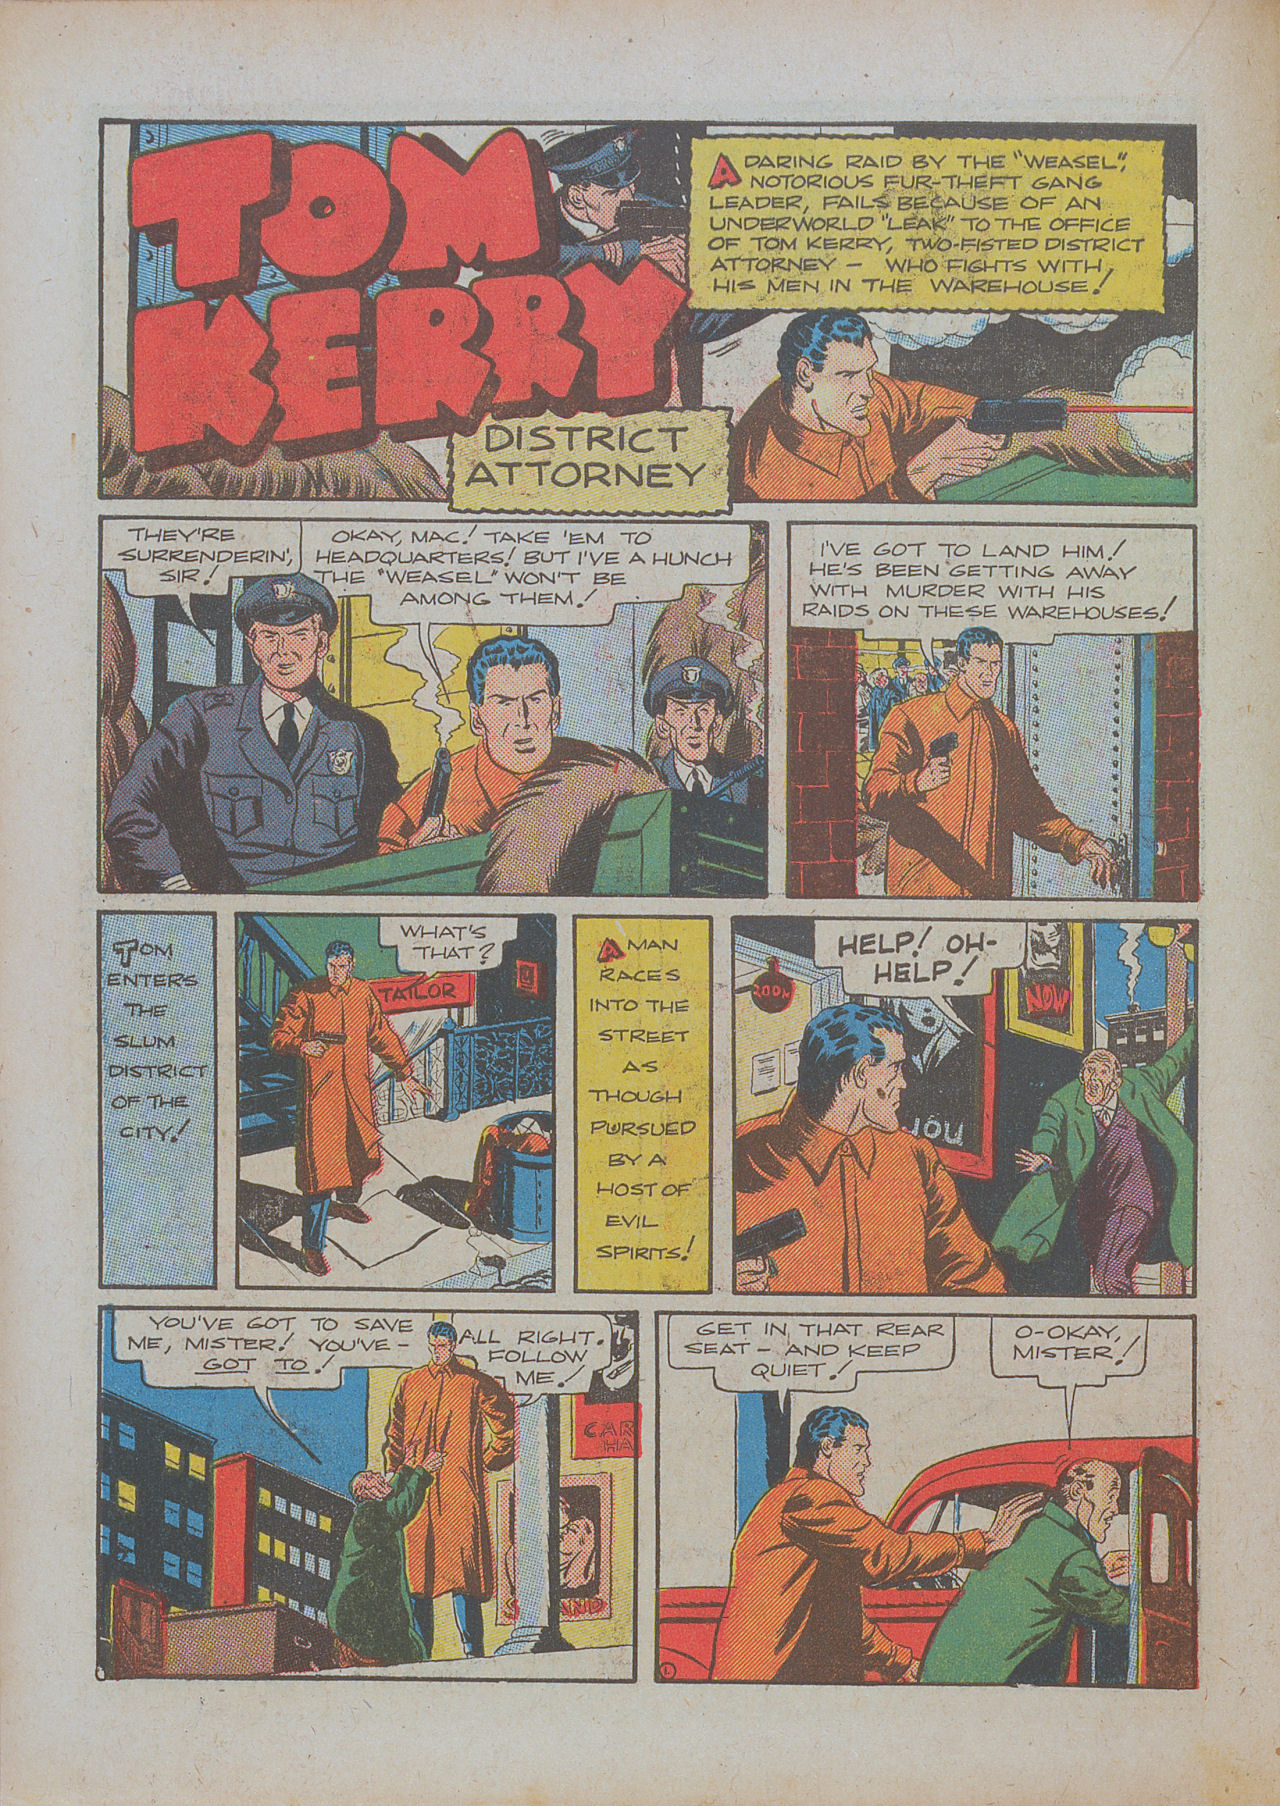 TOM
KERRY
DISTRICT
ATTORNEY
A DARING RAID BY THE "WEASEL",
NOTORIOUS FUR-THEFT GANG
LEADER, FAILS BECAUSE OF AN
UNDERWORLD "LEAK" TO THE OFFICE
OF TOM KERRY, TWO-FISTED DISTRICT
ATTORNEY — WHO FIGHTS WITH
HIS MEN IN THE WAREHOUSE!
THEY'RE
SURRENDERIN',
SIR!
OKAY, MAC! TAKE 'EM TO
HEADQUARTERS! BUT I'VE A HUNCH
THE "WEASEL" WON'T BE
AMONG THEM!
I'VE GOT TO LAND HIM!
HE'S BEEN GETTING AWAY
WITH MURDER WITH HIS
RAIDS ON THESE WAREHOUSES!
TOM
ENTERS
THE
SLUM
DISTRICT
OF THE
CITY!
WHAT'S
THAT?
TAILOR
A MAN
RACES
INTO THE
STREET
AS
THOUGH
PURSUED
BY A
HOST OF
EVIL
SPIRITS!
HELP! OH-
HELP!
ROOM
NOW
YOU
YOU'VE GOT TO SAVE
ME, MISTER! YOU'VE -
GOT TO!
ALL RIGHT.
FOLLOW
ME!
CAR
HA
AND
GET IN THAT REAR
SEAT - AND KEEP
QUIET!
O-OKAY,
MISTER!
1